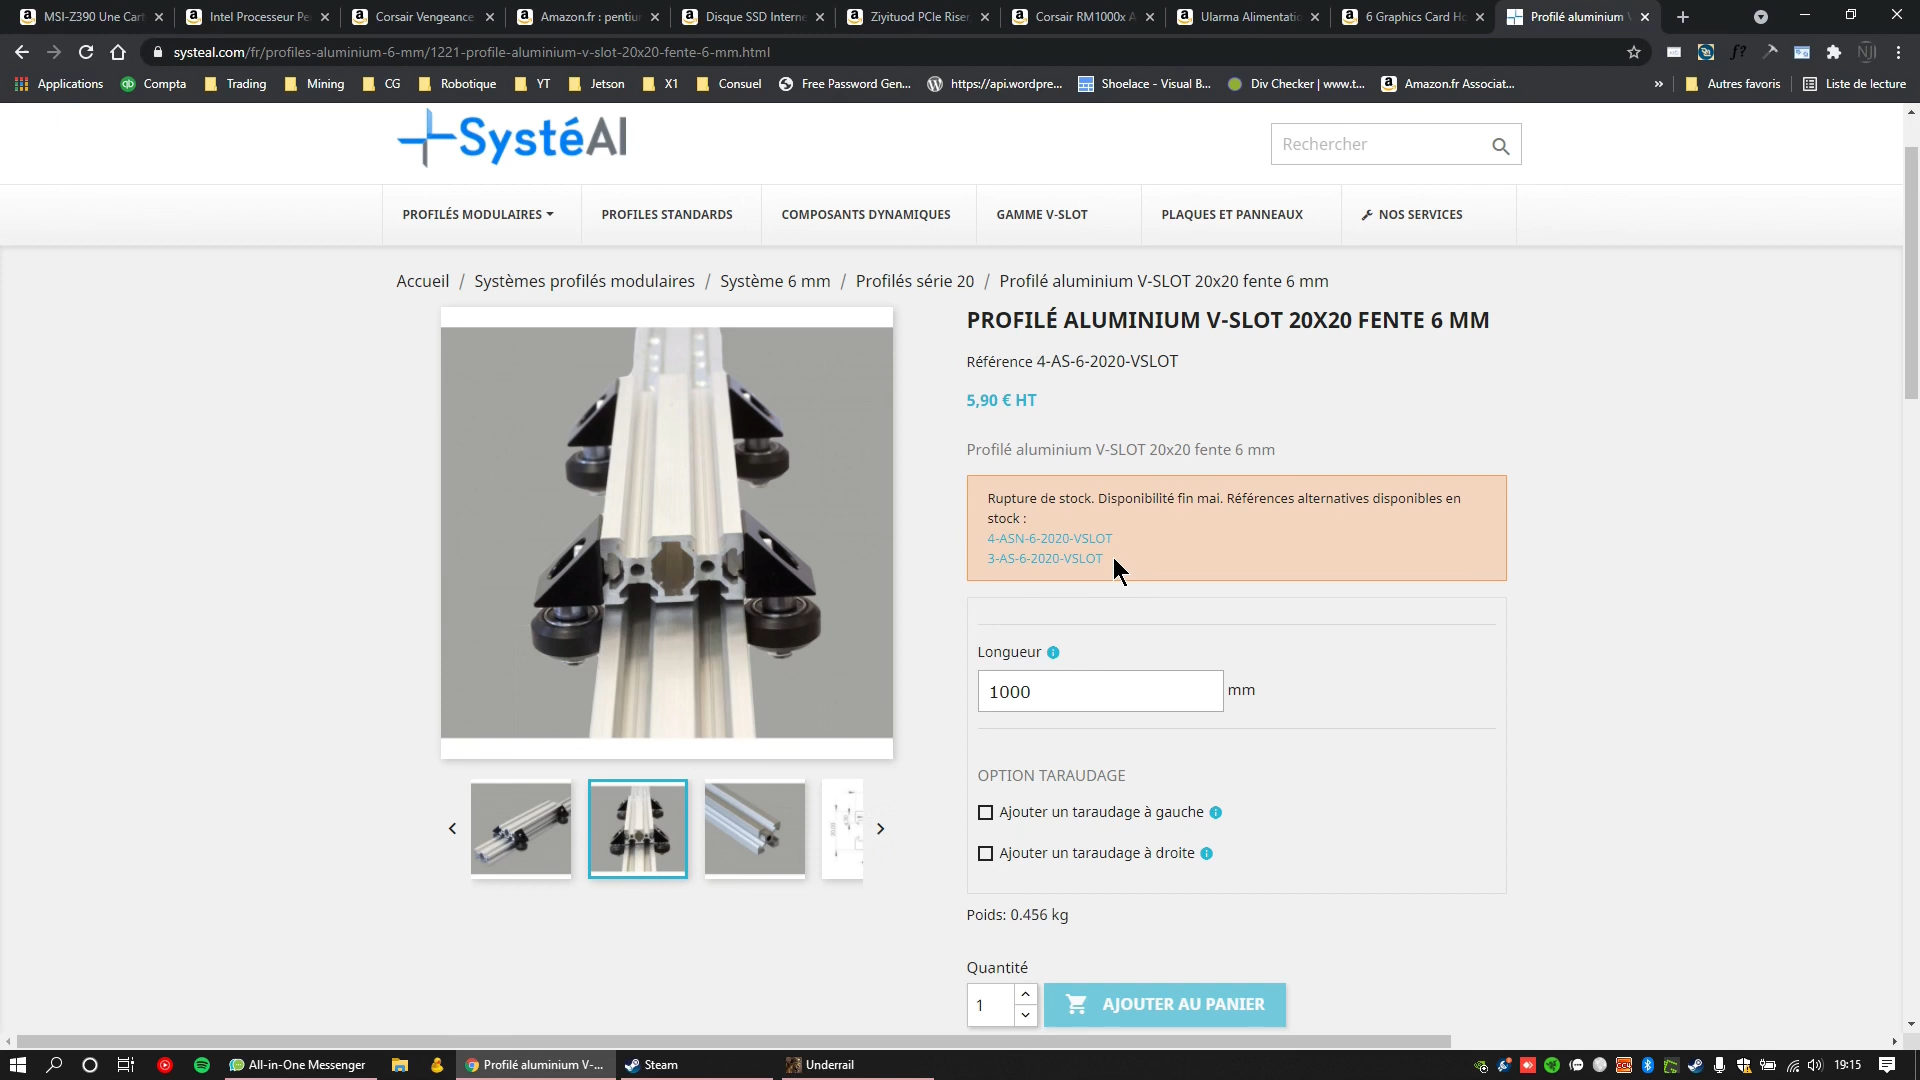 MSI-Z390 Une Cart
Intel Processeur Pe
Corsair Vengeance
Amazon.fr : pentiu
Disque SSD Interne
Ziyituod PCIe Riser
Corsair RM1000x A
Ularma Alimentatic
6 Graphics Card Ho
Profilé aluminium V
systeal.com/fr/profiles-aluminium-6-mm/1221-profile-aluminium-v-slot-20x20-fente-6-mm.html
Applications
Compta
Trading
Mining
CG
Robotique
YT
Jetson
X1
Consuel
Free Password Gen...
https://api.wordpre...
Shoelace - Visual B...
Div Checker | www.t...
Amazon.fr Associat...
»
Autres favoris
Liste de lecture
SystéAl
Rechercher
PROFILÉS MODULAIRES
PROFILES STANDARDS
COMPOSANTS DYNAMIQUES
GAMME V-SLOT
PLAQUES ET PANNEAUX
NOS SERVICES
Accueil / Systèmes profilés modulaires / Système 6 mm / Profilés série 20 / Profilé aluminium V-SLOT 20x20 fente 6 mm
PROFILÉ ALUMINIUM V-SLOT 20X20 FENTE 6 MM
Référence 4-AS-6-2020-VSLOT
5,90 € HT
Profilé aluminium V-SLOT 20x20 fente 6 mm
Rupture de stock. Disponibilité fin mai. Références alternatives disponibles en
stock :
4-ASN-6-2020-VSLOT
3-AS-6-2020-VSLOT
Longueur
1000
mm
OPTION TARAUDAGE
Ajouter un taraudage à gauche
Ajouter un taraudage à droite
Poids: 0.456 kg
Quantité
1
AJOUTER AU PANIER
All-in-One Messenger
Profilé aluminium V-...
Steam
Underrail
19:15